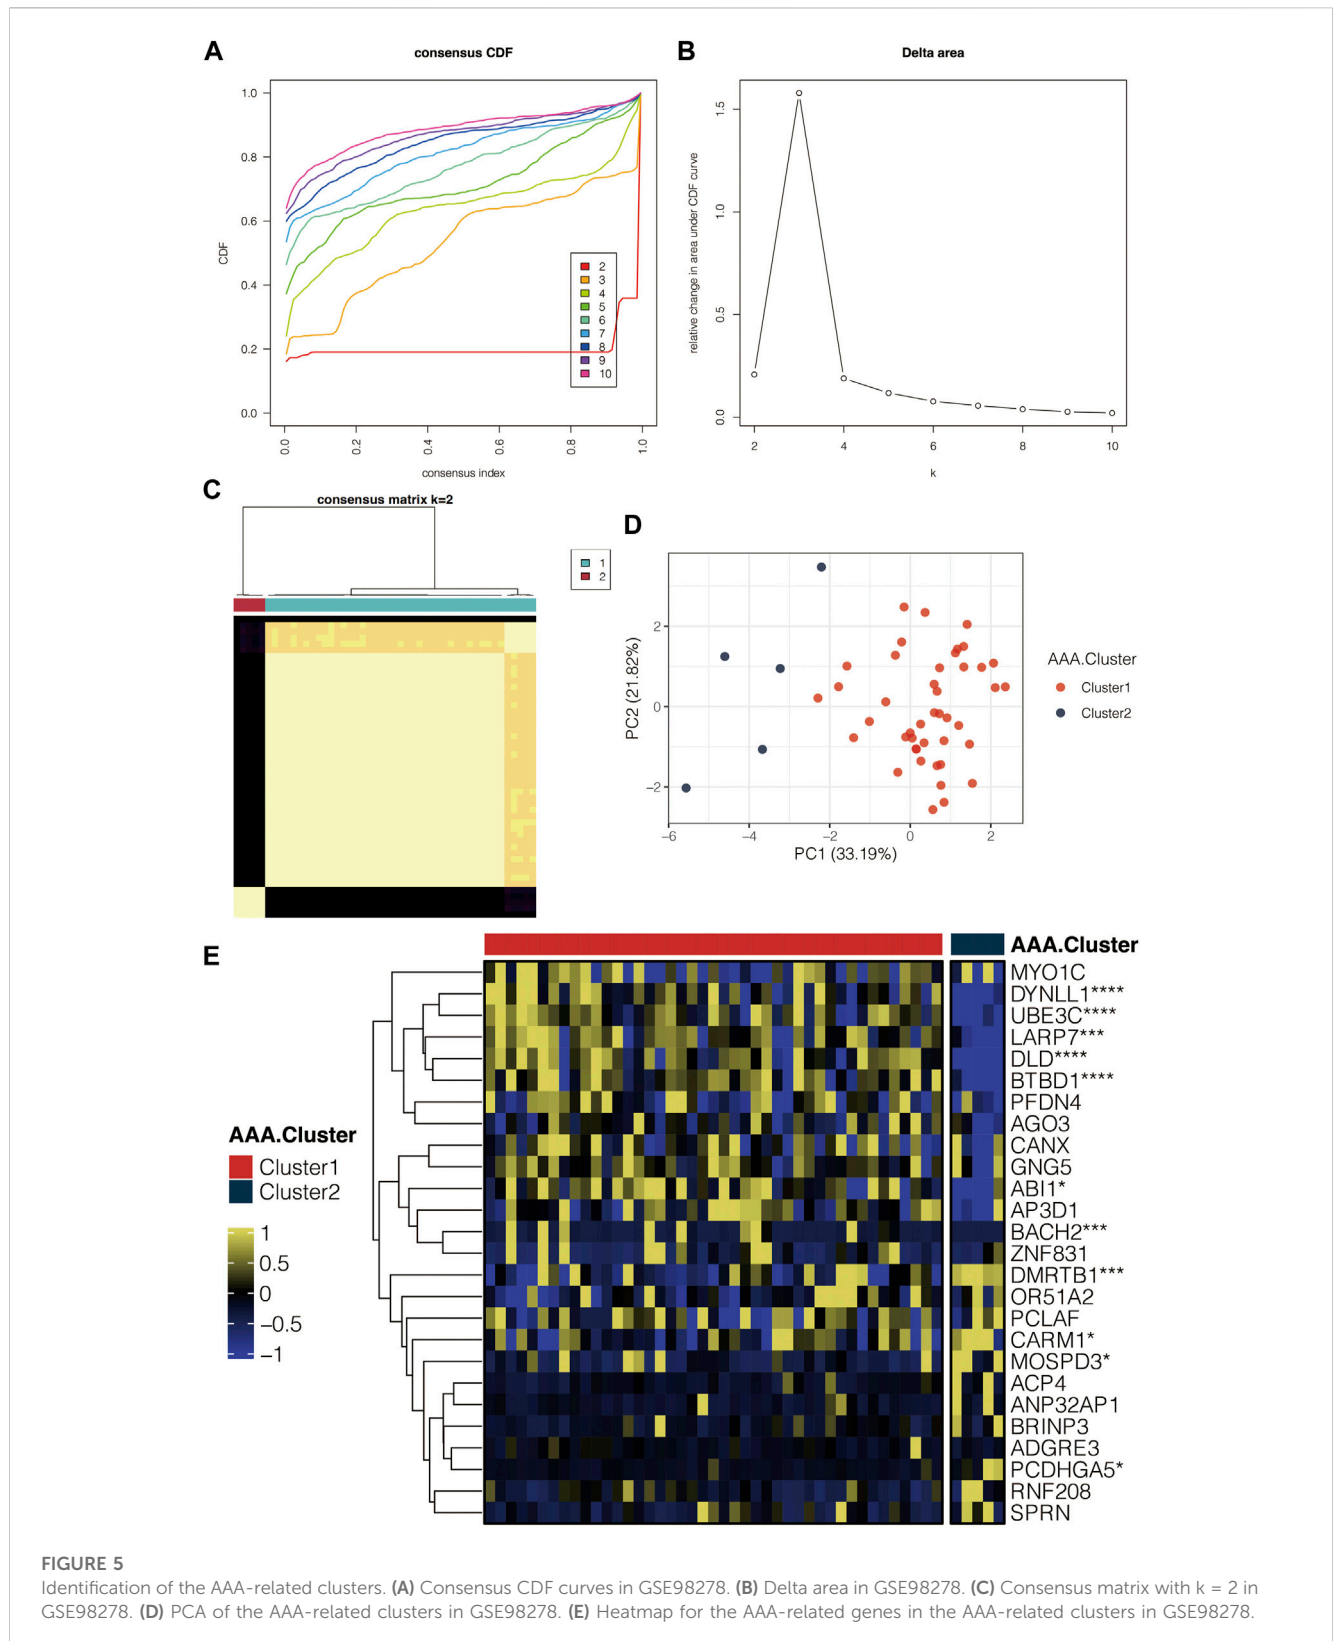 A
consensus CDF
CDF
1.0
0.8
0.6
0.4
0.2
0.0
2
3
4
5
6
7
8
9
10
0.0
0.2
0.4
0.6
0.8
1.0
consensus index
B
Delta area
relative change in area under CDF curve
1.5
1.0
0.5
0.0
2
4
6
8
10
k
C
consensus matrix k=2
1
2
D
PC2 (21.82%)
2
0
−2
−6
−4
−2
0
2
PC1 (33.19%)
AAA.Cluster
Cluster1
Cluster2
E
AAA.Cluster
Cluster1
Cluster2
1
0.5
0
−0.5
−1
AAA.Cluster
MYO1C
DYNLL1****
UBE3C****
LARP7***
DLD****
BTBD1****
PFDN4
AGO3
CANX
GNG5
ABI1*
AP3D1
BACH2***
ZNF831
DMRTB1***
OR51A2
PCLAF
CARM1*
MOSPD3*
ACP4
ANP32AP1
BRINP3
ADGRE3
PCDHGA5*
RNF208
SPRN
FIGURE 5
Identification of the AAA-related clusters. (A) Consensus CDF curves in GSE98278. (B) Delta area in GSE98278. (C) Consensus matrix with k = 2 in
GSE98278. (D) PCA of the AAA-related clusters in GSE98278. (E) Heatmap for the AAA-related genes in the AAA-related clusters in GSE98278.